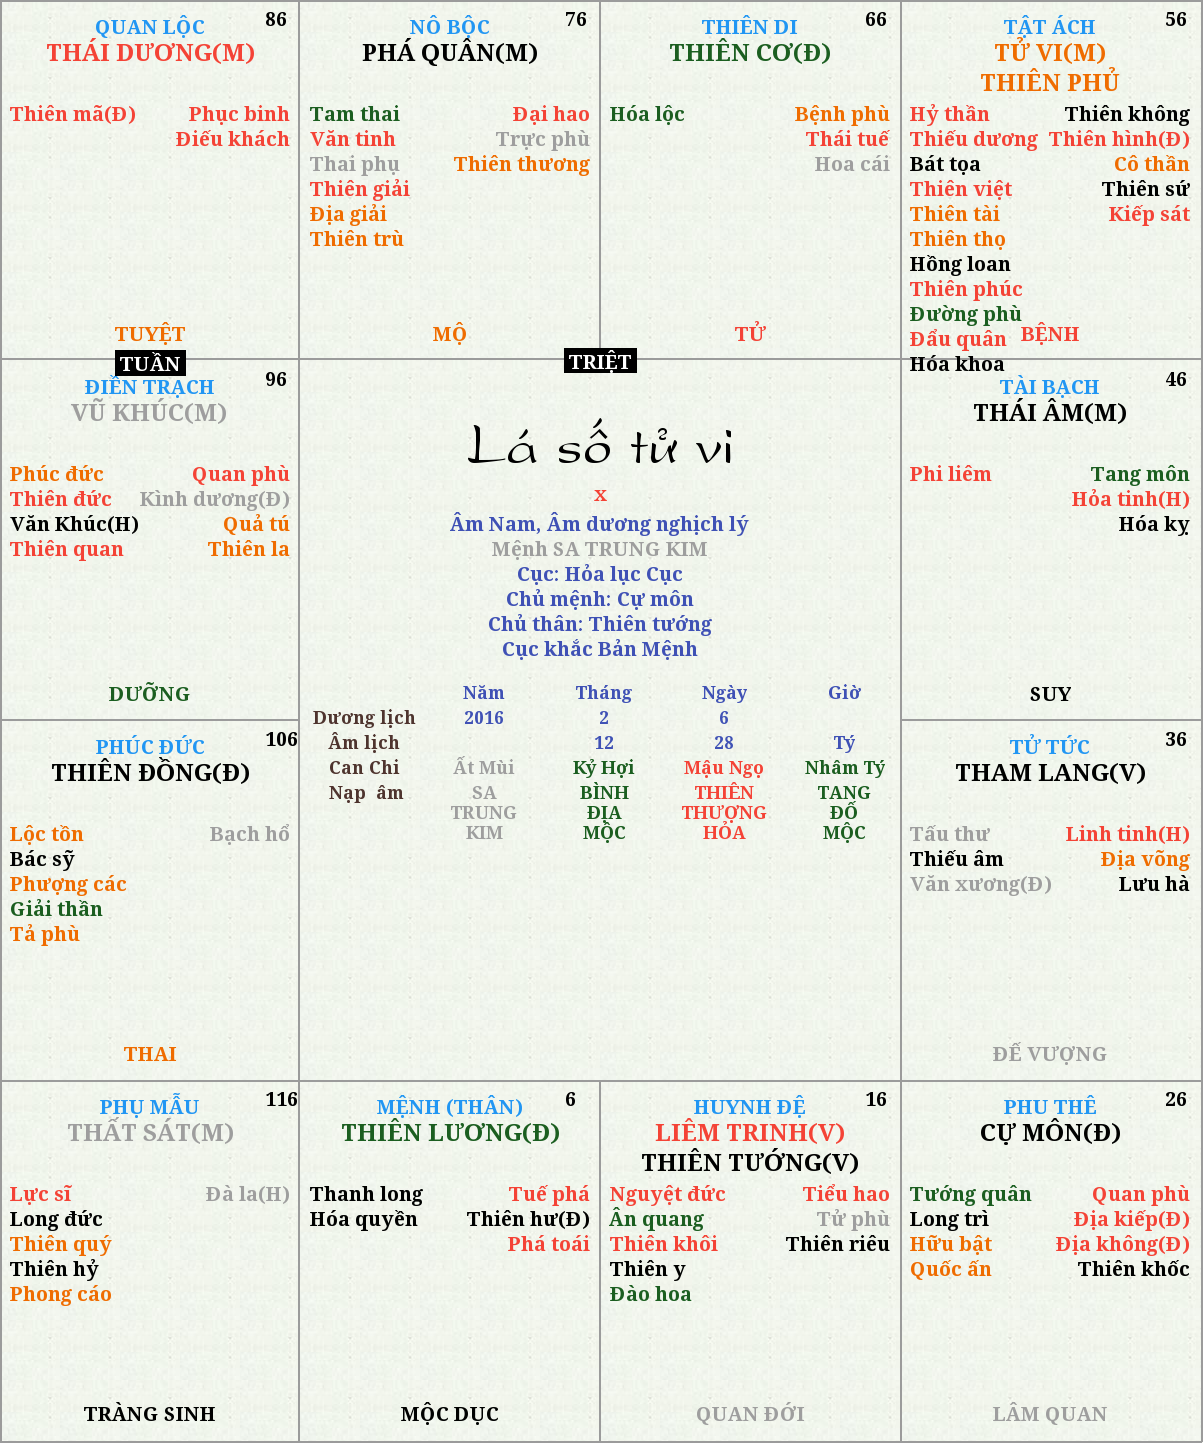 QUAN LỘC 86
THÁI DƯƠNG(M)
Thiên mã(Đ) Phục binh
Điếu khách
TUYỆT
NÔ BỘC 76
PHÁ QUÂN(M)
Tam thai Đại hao
Văn tinh Trực phù
Thai phụ Thiên thương
Thiên giải
Địa giải
Thiên trù
MỘ
THIÊN DI 66
THIÊN CƠ(Đ)
Hóa lộc Bệnh phù
Thái tuế
Hoa cái
TỬ
TẬT ÁCH 56
TỬ VI(M)
THIÊN PHỦ
Hỷ thần Thiên không
Thiếu dương Thiên hình(Đ)
Bát tọa Cô thần
Thiên việt Thiên sứ
Thiên tài Kiếp sát
Thiên thọ
Hồng loan
Thiên phúc
Đường phù
Đẩu quân BỆNH
Hóa khoa
TUẦN
TRIỆT
ĐIỀN TRẠCH 96
VŨ KHÚC(M)
Phúc đức Quan phù
Thiên đức Kình dương(Đ)
Văn Khúc(H) Quả tú
Thiên quan Thiên la
DƯỠNG
Lá số tử vi
x
Âm Nam, Âm dương nghịch lý
Mệnh SA TRUNG KIM
Cục: Hỏa lục Cục
Chủ mệnh: Cự môn
Chủ thân: Thiên tướng
Cục khắc Bản Mệnh
Năm Tháng Ngày Giờ
Dương lịch 2016 2 6
Âm lịch 12 28 Tý
Can Chi Ất Mùi Kỷ Hợi Mậu Ngọ Nhâm Tý
Nạp âm SA BÌNH THIÊN TANG
TRUNG ĐỊA THƯỢNG ĐỐ
KIM MỘC HỎA MỘC
TÀI BẠCH 46
THÁI ÂM(M)
Phi liêm Tang môn
Hỏa tinh(H)
Hóa kỵ
SUY
PHÚC ĐỨC 106
THIÊN ĐỒNG(Đ)
Lộc tồn Bạch hổ
Bác sỹ
Phượng các
Giải thần
Tả phù
THAI
TỬ TỨC 36
THAM LANG(V)
Tấu thư Linh tinh(H)
Thiếu âm Địa võng
Văn xương(Đ) Lưu hà
ĐẾ VƯỢNG
PHỤ MẪU 116
THẤT SÁT(M)
Lực sĩ Đà la(H)
Long đức
Thiên quý
Thiên hỷ
Phong cáo
TRÀNG SINH
MỆNH (THÂN) 6
THIÊN LƯƠNG(Đ)
Thanh long Tuế phá
Hóa quyền Thiên hư(Đ)
Phá toái
MỘC DỤC
HUYNH ĐỆ 16
LIÊM TRINH(V)
THIÊN TƯỚNG(V)
Nguyệt đức Tiểu hao
Ân quang Tử phù
Thiên khôi Thiên riêu
Thiên y
Đào hoa
QUAN ĐỚI
PHU THÊ 26
CỰ MÔN(Đ)
Tướng quân Quan phù
Long trì Địa kiếp(Đ)
Hữu bật Địa không(Đ)
Quốc ấn Thiên khốc
LÂM QUAN